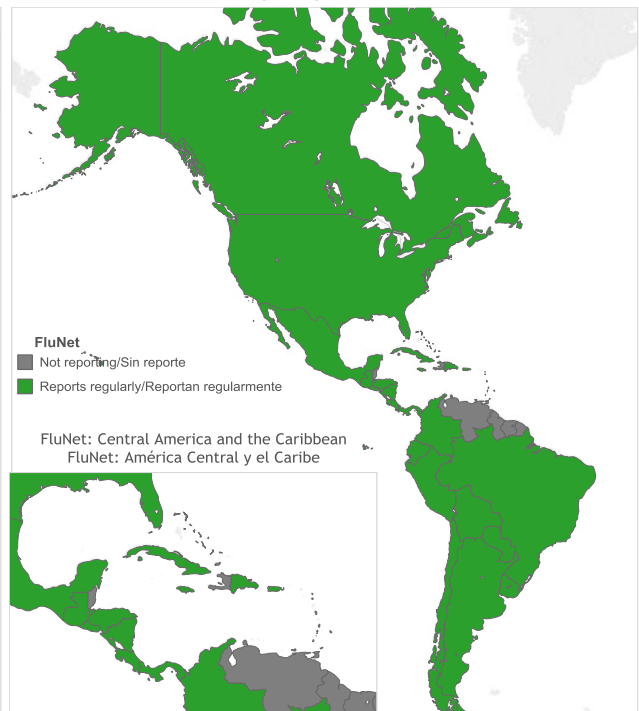 FluNet
Not reporting/Sin reporte
Reports regularly/Reportan regularmente
FluNet: Central America and the Caribbean
FluNet: América Central y el Caribe